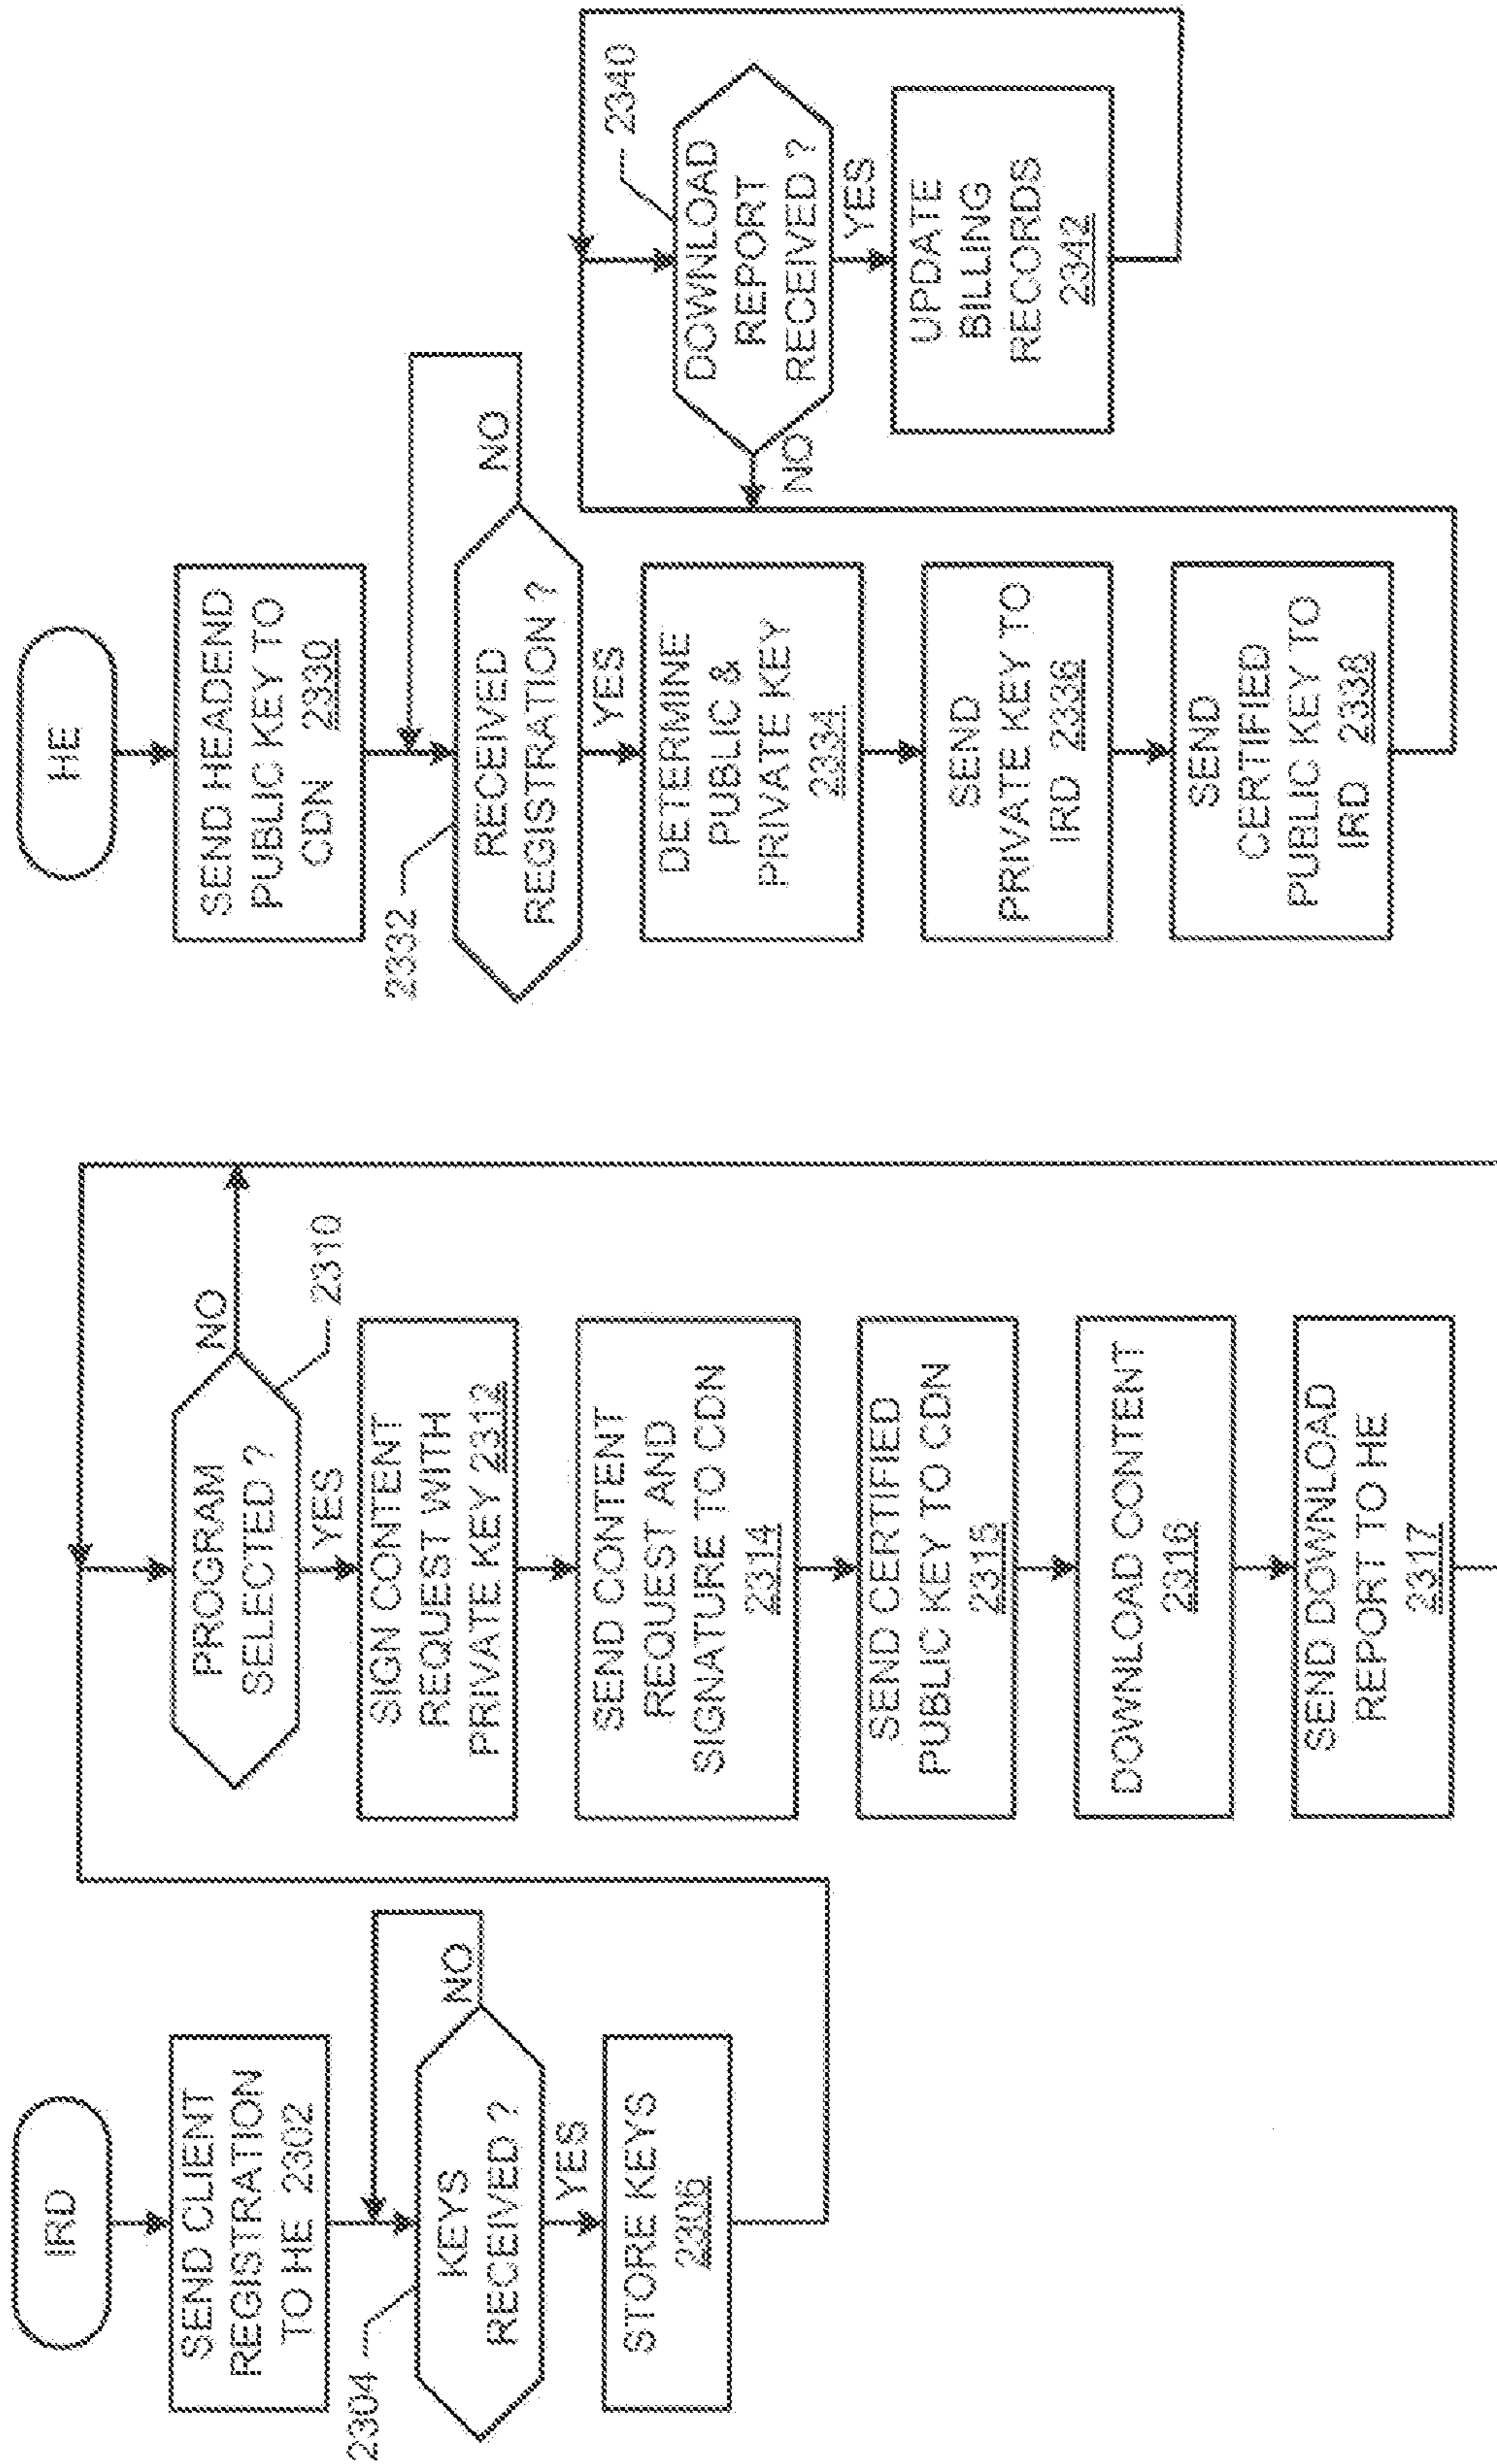 IRD
SEND CLIENT
REGISTRATION
TO HE 2302
2304
KEYS
RECEIVED ?
NO
YES
STORE KEYS
2306
PROGRAM
SELECTED ?
NO
2310
YES
SIGN CONTENT
REQUEST WITH
PRIVATE KEY 2312
SEND CONTENT
REQUEST AND
SIGNATURE TO CDN
2314
SEND CERTIFIED
PUBLIC KEY TO CDN
2315
DOWNLOAD CONTENT
2316
SEND DOWNLOAD
REPORT TO HE
2317
HE
SEND HEADEND
PUBLIC KEY TO
CDN 2330
2332
RECEIVED
REGISTRATION ?
NO
YES
DETERMINE
PUBLIC &
PRIVATE KEY
2334
SEND
PRIVATE KEY TO
IRD 2336
SEND
CERTIFIED
PUBLIC KEY TO
IRD 2338
2340
DOWNLOAD
REPORT
RECEIVED ?
NO
YES
UPDATE
BILLING
RECORDS
2342